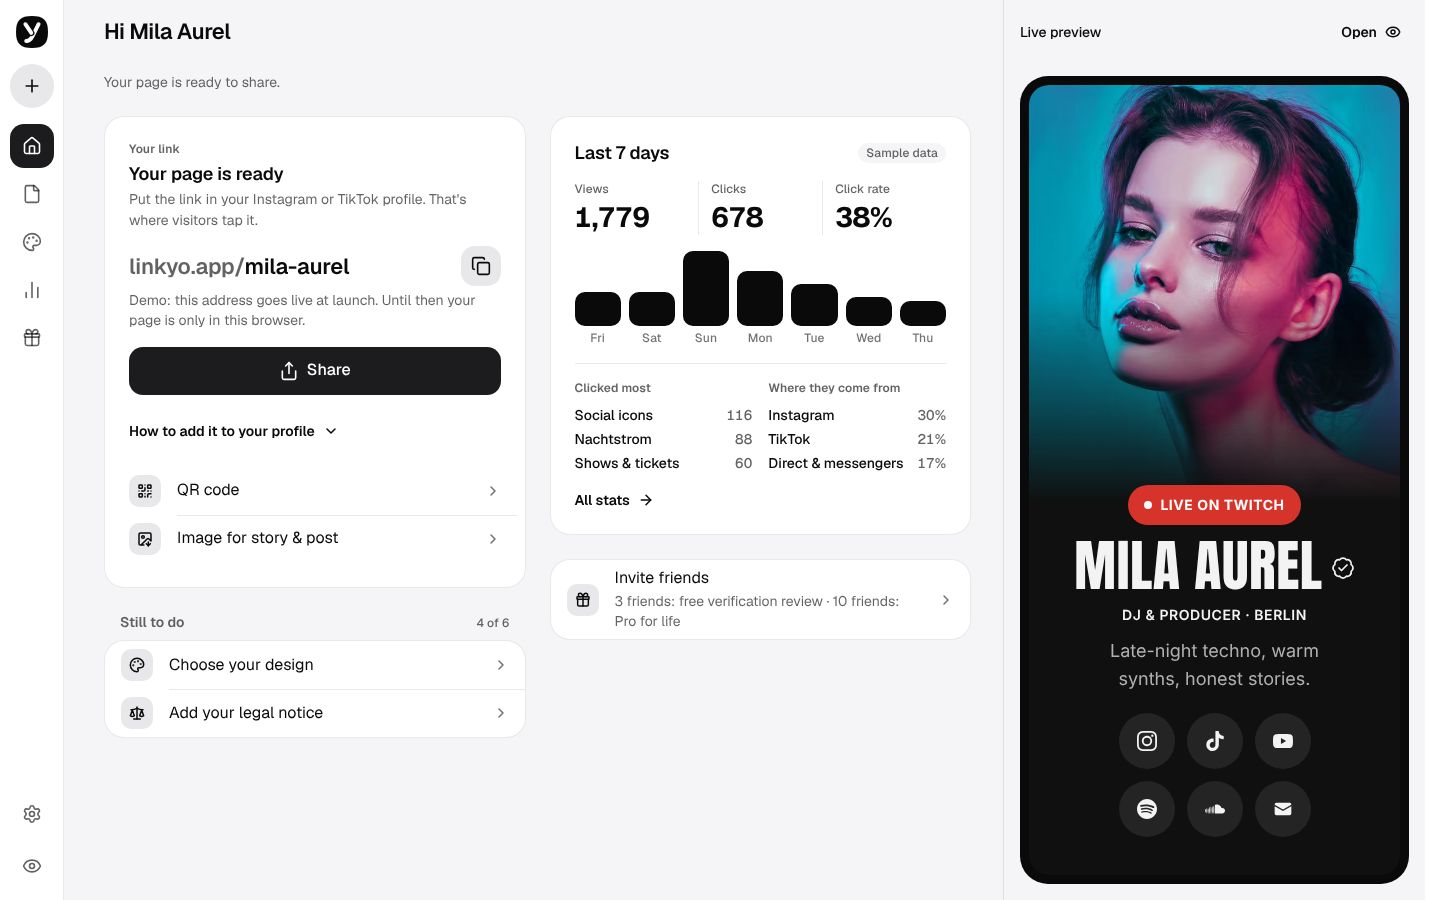 Hi Mila Aurel
Your page is ready to share.
Your link
Your page is ready
Put the link in your Instagram or TikTok profile. That's
where visitors tap it.
linkyo.app/mila-aurel
Demo: this address goes live at launch. Until then your
page is only in this browser.
Share
How to add it to your profile
QR code
Image for story & post
Still to do
4 of 6
Choose your design
Add your legal notice
Last 7 days
Sample data
Views
Clicks
Click rate
1,779
678
38%
Fri
Sat
Sun
Mon
Tue
Wed
Thu
Clicked most
Social icons 116
Nachtstrom 88
Shows & tickets 60
Where they come from
Instagram 30%
TikTok 21%
Direct & messengers 17%
All stats
Invite friends
3 friends: free verification review · 10 friends:
Pro for life
Live preview
Open
LIVE ON TWITCH
MILA AUREL
DJ & PRODUCER · BERLIN
Late-night techno, warm
synths, honest stories.